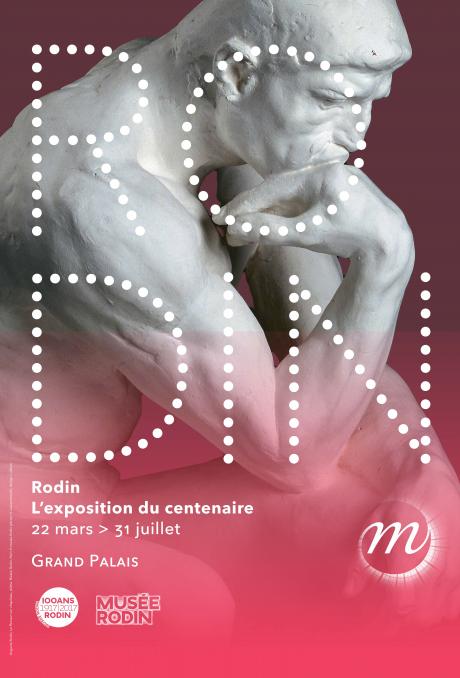 RO
DIN
Rodin
L'exposition du centenaire
22 mars > 31 juillet
GRAND PALAIS
m
100ANS
1917|2017
RODIN
MUSÉE
RODIN